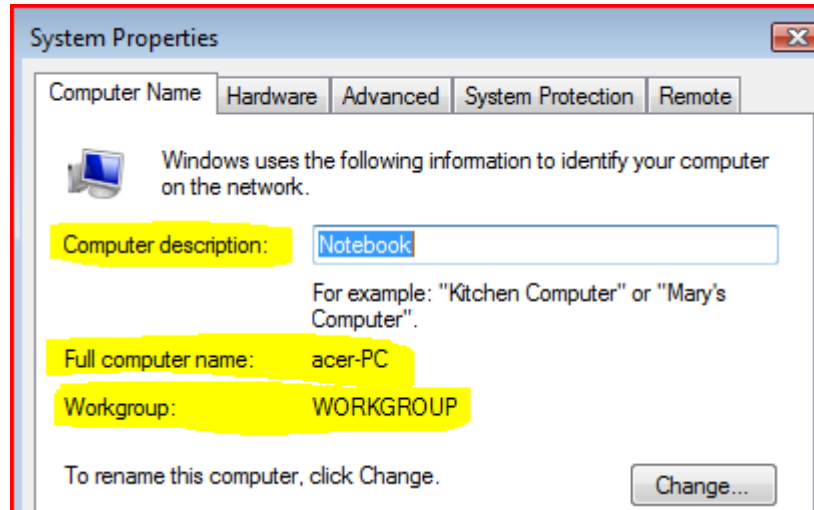 System Properties
Computer Name Hardware Advanced System Protection Remote
Windows uses the following information to identify your computer
on the network.
Computer description: Notebook
For example: "Kitchen Computer" or "Mary's
Computer".
Full computer name: acer-PC
Workgroup: WORKGROUP
To rename this computer, click Change. Change...